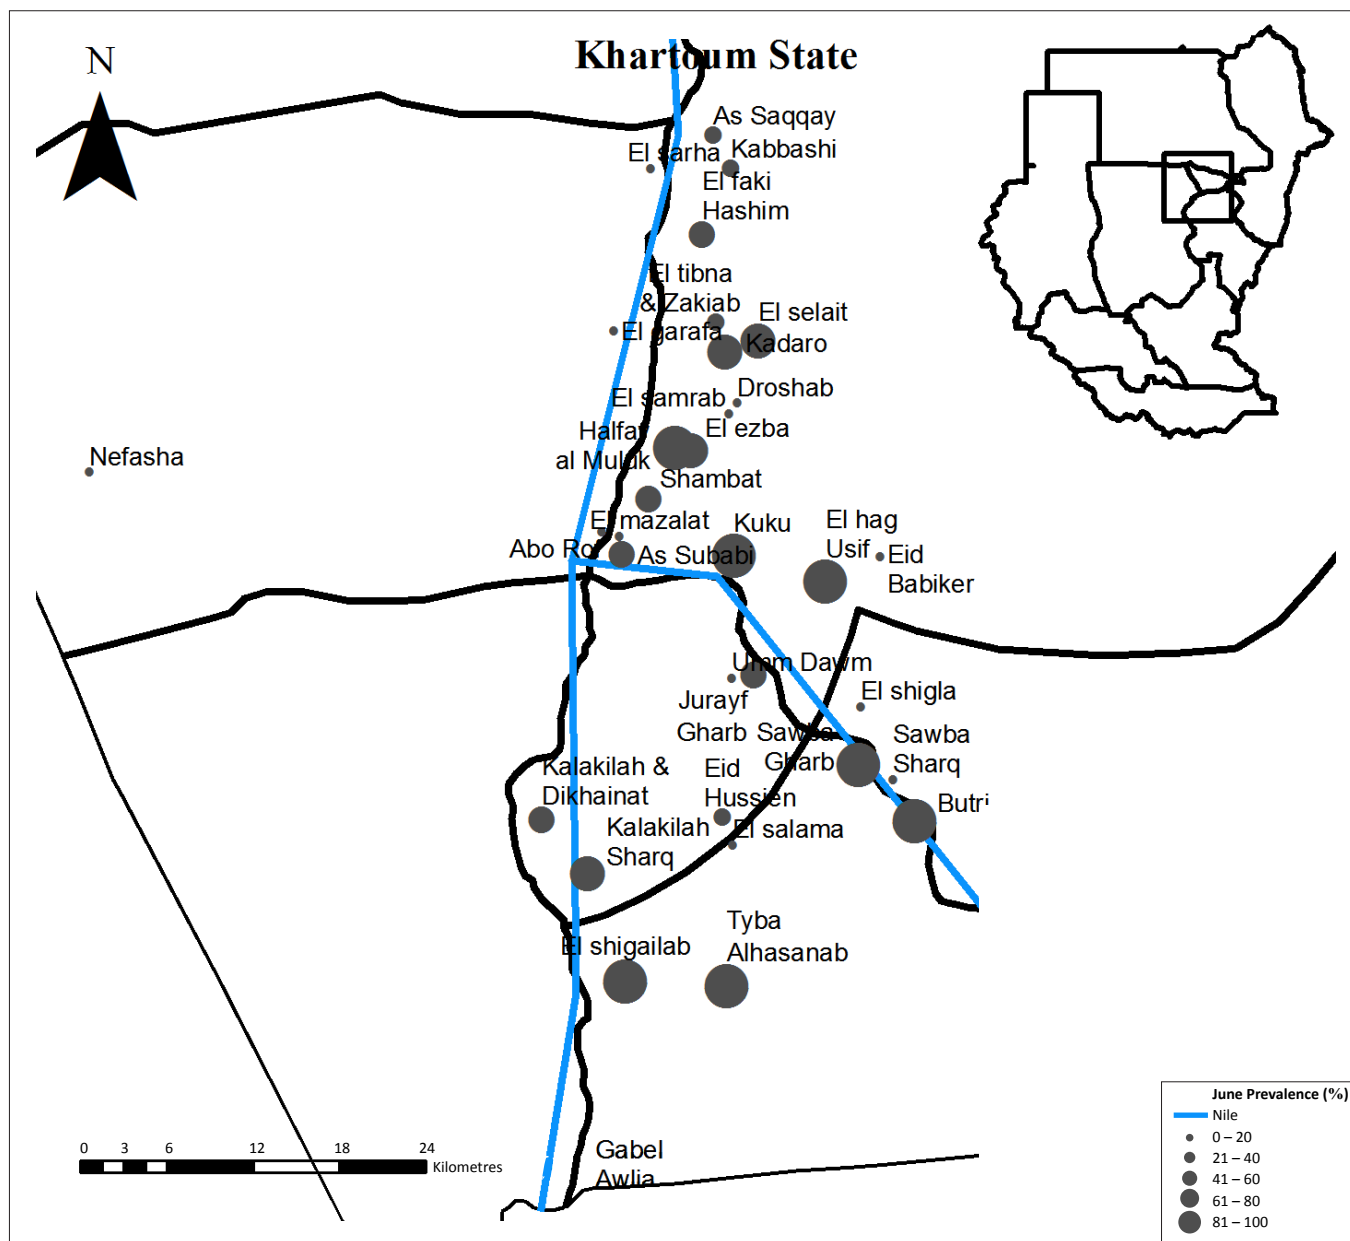 Khartoum State
N
As Saqqay
El sarha
Kabbashi
El faki
Hashim
El tibna
& Zakiab
El selait
El garafa
Kadaro
Droshab
El samrab
Halfay
al Muluk
El ezba
Nefasha
Shambat
El mazalat
Kuku
El hag
Usif
Abo Rof
As Subabi
Eid
Babiker
Umm Dawm
Jurayf
Gharb
El shigla
Sawba
Gharb
Sawba
Sharq
Kalakilah &
Dikhainat
Eid
Hussien
Butri
Kalakilah
Sharq
El salama
Tyba
Alhasanab
El shigailab
Gabel
Awlia
0 3 6 12 18 24
Kilometres
June Prevalence (%)
Nile
0 – 20
21 – 40
41 – 60
61 – 80
81 – 100